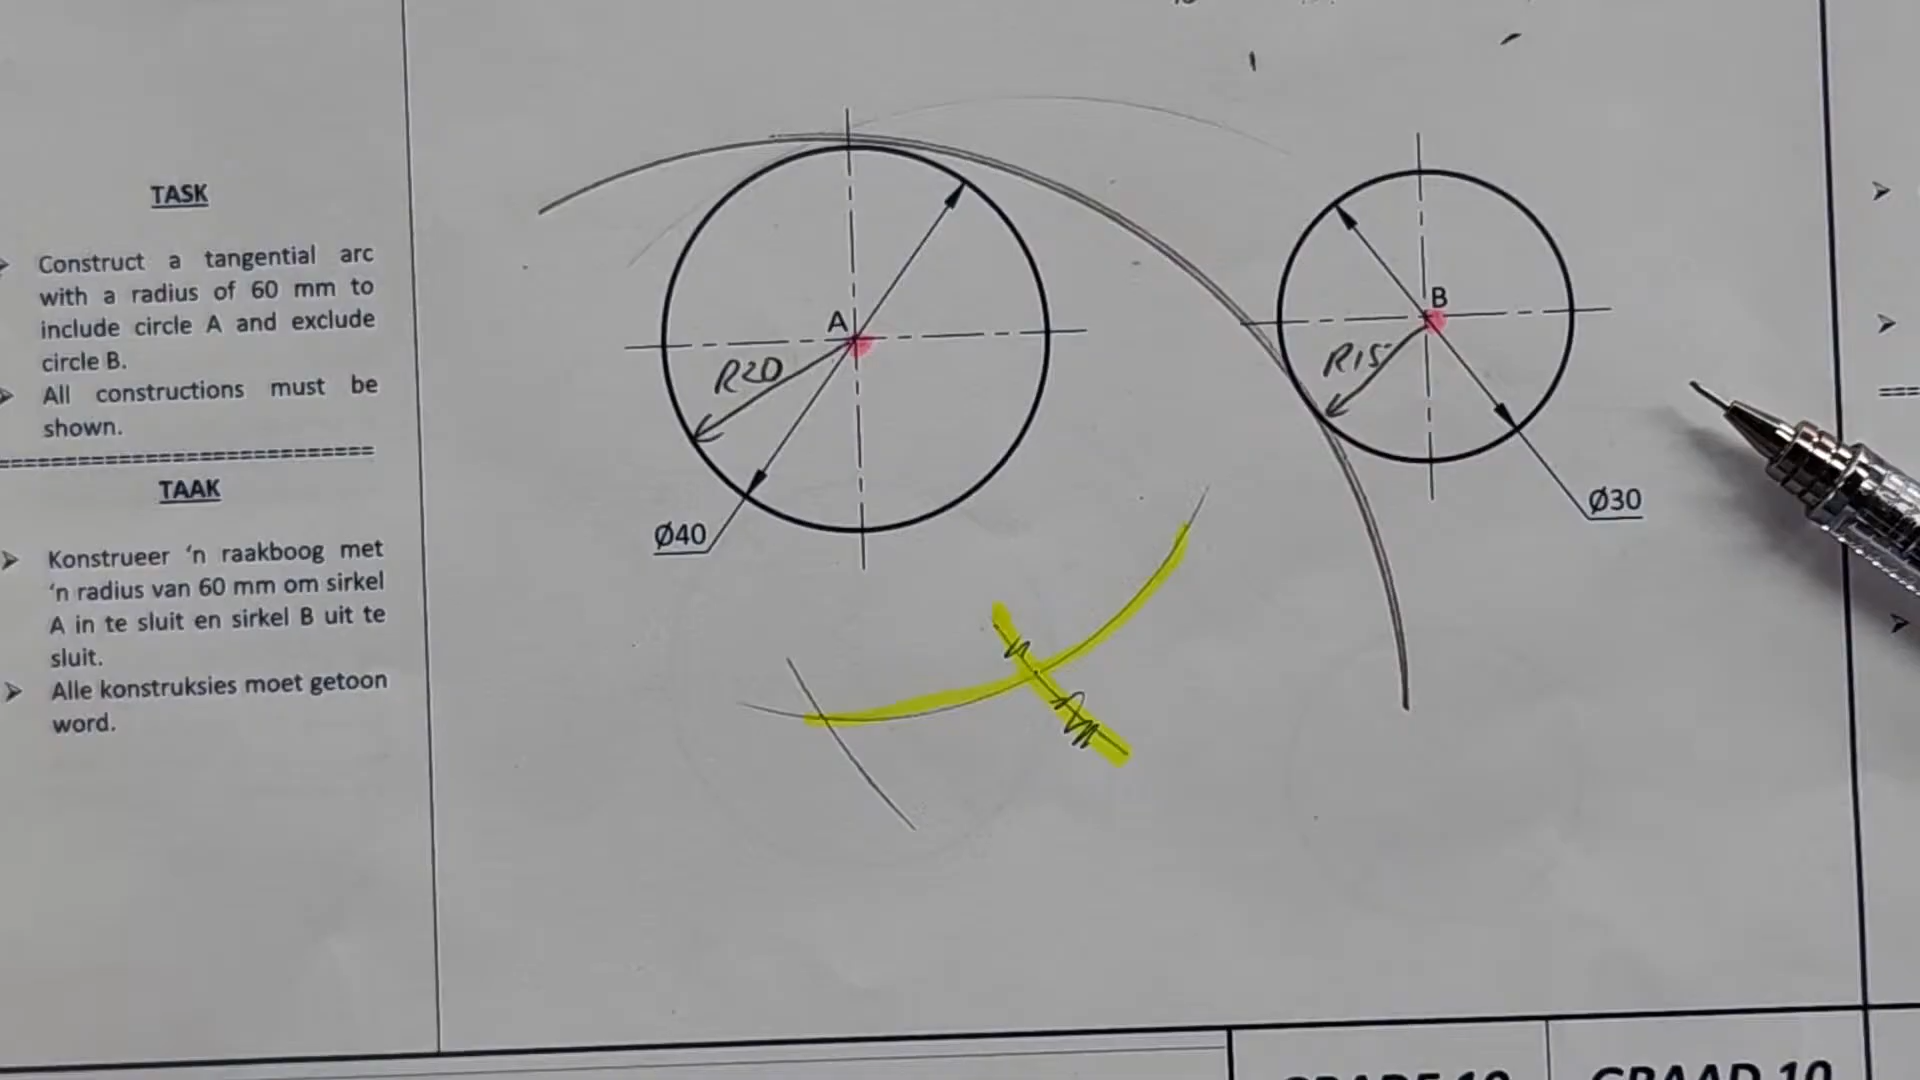 TASK
Construct a tangential arc
with a radius of 60 mm to
include circle A and exclude
circle B.
All constructions must be
shown.
============================
TAAK
Konstrueer ‘n raakboog met
‘n radius van 60 mm om sirkel
A in te sluit en sirkel B uit te
sluit.
Alle konstruksies moet getoon
word.
A
R20
Ø40
B
R15
Ø30
===
GRADE 10
GRAAD 10